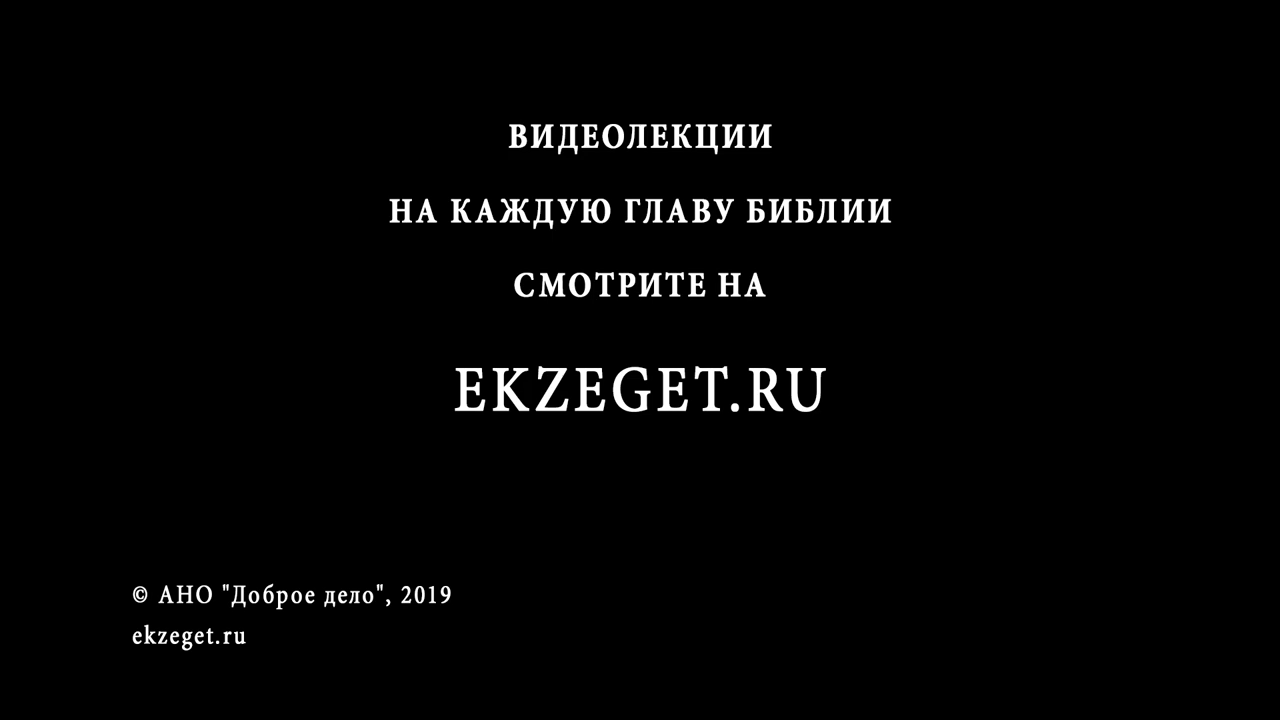 ВИДЕОЛЕКЦИИ
НА КАЖДУЮ ГЛАВУ БИБЛИИ
СМОТРИТЕ НА
EKZEGET.RU
© АНО "Доброе дело", 2019
ekzeget.ru